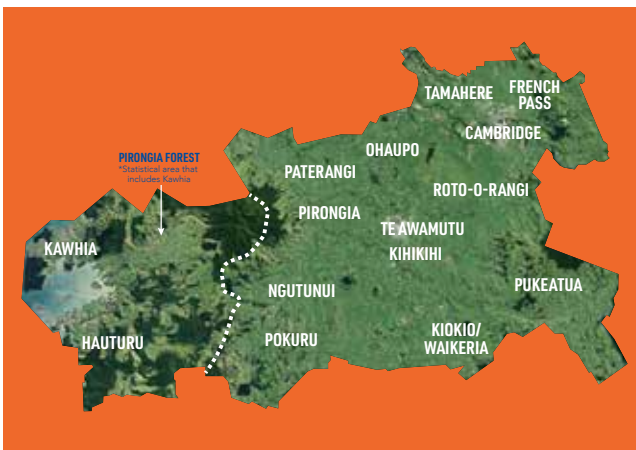 TAMAHERE
FRENCH
PASS
CAMBRIDGE
OHAUPO
PIRONGIA FOREST
*Statistical area that
includes Kawhia
PATERANGI
ROTO-O-RANGI
PIRONGIA
TE AWAMUTU
KAWHIA
KIHIKIHI
PUKEATUA
NGUTUNUI
HAUTURU
POKURU
KIOKIO/
WAIKERIA